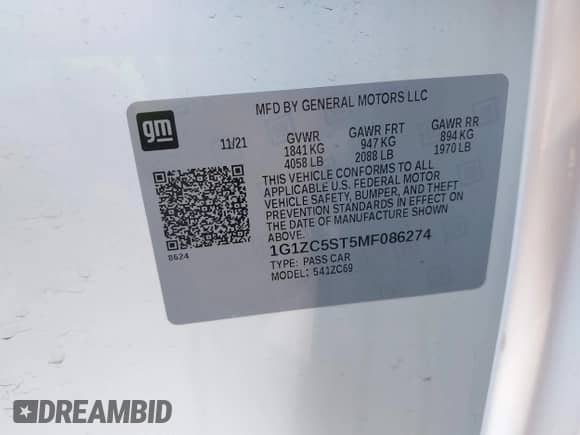 MFD BY GENERAL MOTORS LLC
gm
11/21 GVWR GAWR FRT GAWR RR
1841 KG 947 KG 894 KG
4058 LB 2088 LB 1970 LB
THIS VEHICLE CONFORMS TO ALL
APPLICABLE U.S. FEDERAL MOTOR
VEHICLE SAFETY, BUMPER, AND THEFT
PREVENTION STANDARDS IN EFFECT ON
THE DATE OF MANUFACTURE SHOWN
ABOVE.
8624
1G1ZC5ST5MF086274
TYPE: PASS CAR
MODEL: 541ZC69
DREAMBID